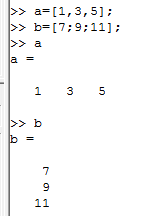 >> a=[1,3,5];
>> b=[7;9;11];
>> a
a =
1 3 5
>> b
b =
7
9
11